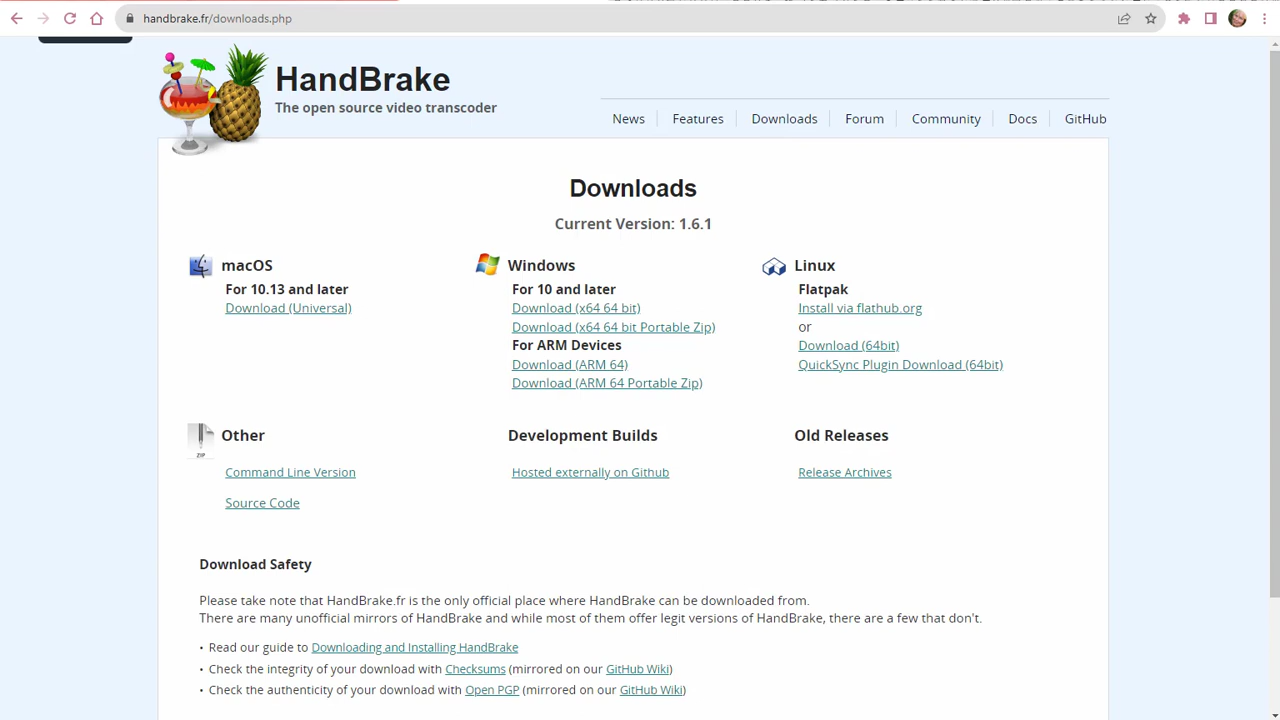 handbrake.fr/downloads.php
HandBrake
The open source video transcoder
News
Features
Downloads
Forum
Community
Docs
GitHub
Downloads
Current Version: 1.6.1
macOS
For 10.13 and later
Download (Universal)
Windows
For 10 and later
Download (x64 64 bit)
Download (x64 64 bit Portable Zip)
For ARM Devices
Download (ARM 64)
Download (ARM 64 Portable Zip)
Linux
Flatpak
Install via flathub.org
or
Download (64bit)
QuickSync Plugin Download (64bit)
ZIP
Other
Command Line Version
Source Code
Development Builds
Hosted externally on Github
Old Releases
Release Archives
Download Safety
Please take note that HandBrake.fr is the only official place where HandBrake can be downloaded from.
There are many unofficial mirrors of HandBrake and while most of them offer legit versions of HandBrake, there are a few that don't.
• Read our guide to Downloading and Installing HandBrake
• Check the integrity of your download with Checksums (mirrored on our GitHub Wiki)
• Check the authenticity of your download with Open PGP (mirrored on our GitHub Wiki)